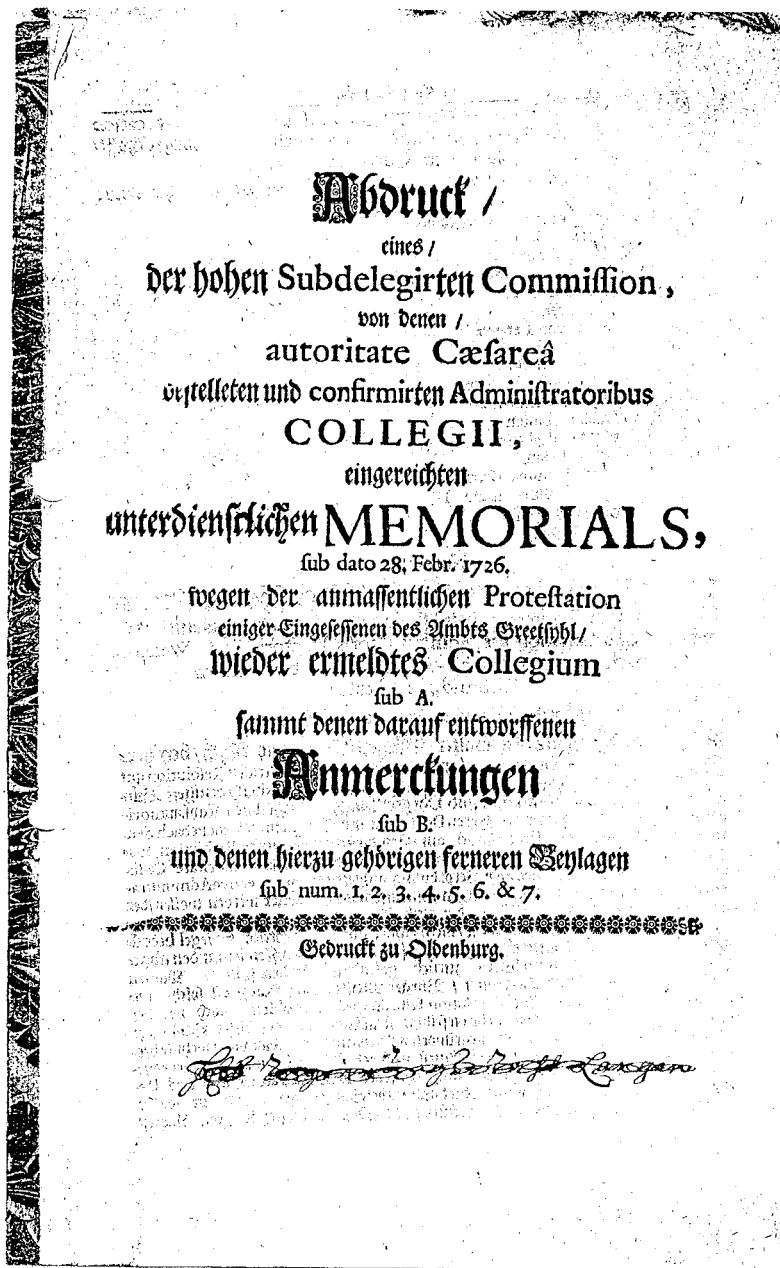 Abdruck /
eines /
der hohen Subdelegirten Commiſſion ,
von denen /
autoritate Cæſareâ
beſtelleten und confirmirten Adminiſtratoribus
COLLEGII ,
eingereichten
unterdienſtlichen MEMORIALS,
ſub dato 28. Febr. 1726.
wegen der anmaſſentlichen Proteſtation
einiger Eingeſeſſenen des Ambts Greetſyhl /
wieder ermeldtes Collegium
ſub A.
ſammt denen darauf entworffenen
Anmerckungen
ſub B.
und denen hierzu gehörigen ferneren Beylagen
ſub num. 1. 2. 3. 4. 5. 6. & 7.
Gedruckt zu Oldenburg.